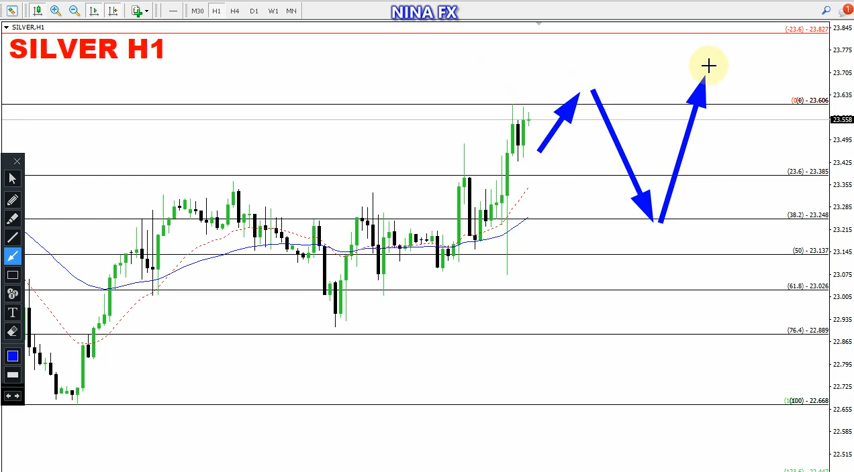 M30 H1 H4 D1 W1 MN
NINA FX
SILVER,H1
SILVER H1
(-23.6) - 23.827
(0) - 23.606
(23.6) - 23.385
(38.2) - 23.248
(50) - 23.137
(61.8) - 23.026
(76.4) - 22.889
(100) - 22.668
23.845
23.775
23.705
23.635
23.558
23.495
23.425
23.355
23.285
23.215
23.145
23.075
23.005
22.935
22.865
22.795
22.725
22.655
22.585
22.515
T